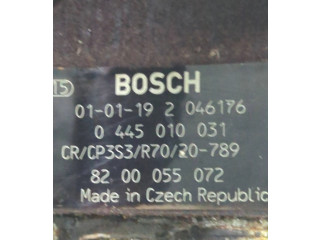 15
BOSCH
01-01-19 2 046176
0 445 010 031
CR/CP3S3/R70/20-789
82 00 055 072
Made in Czech Republic